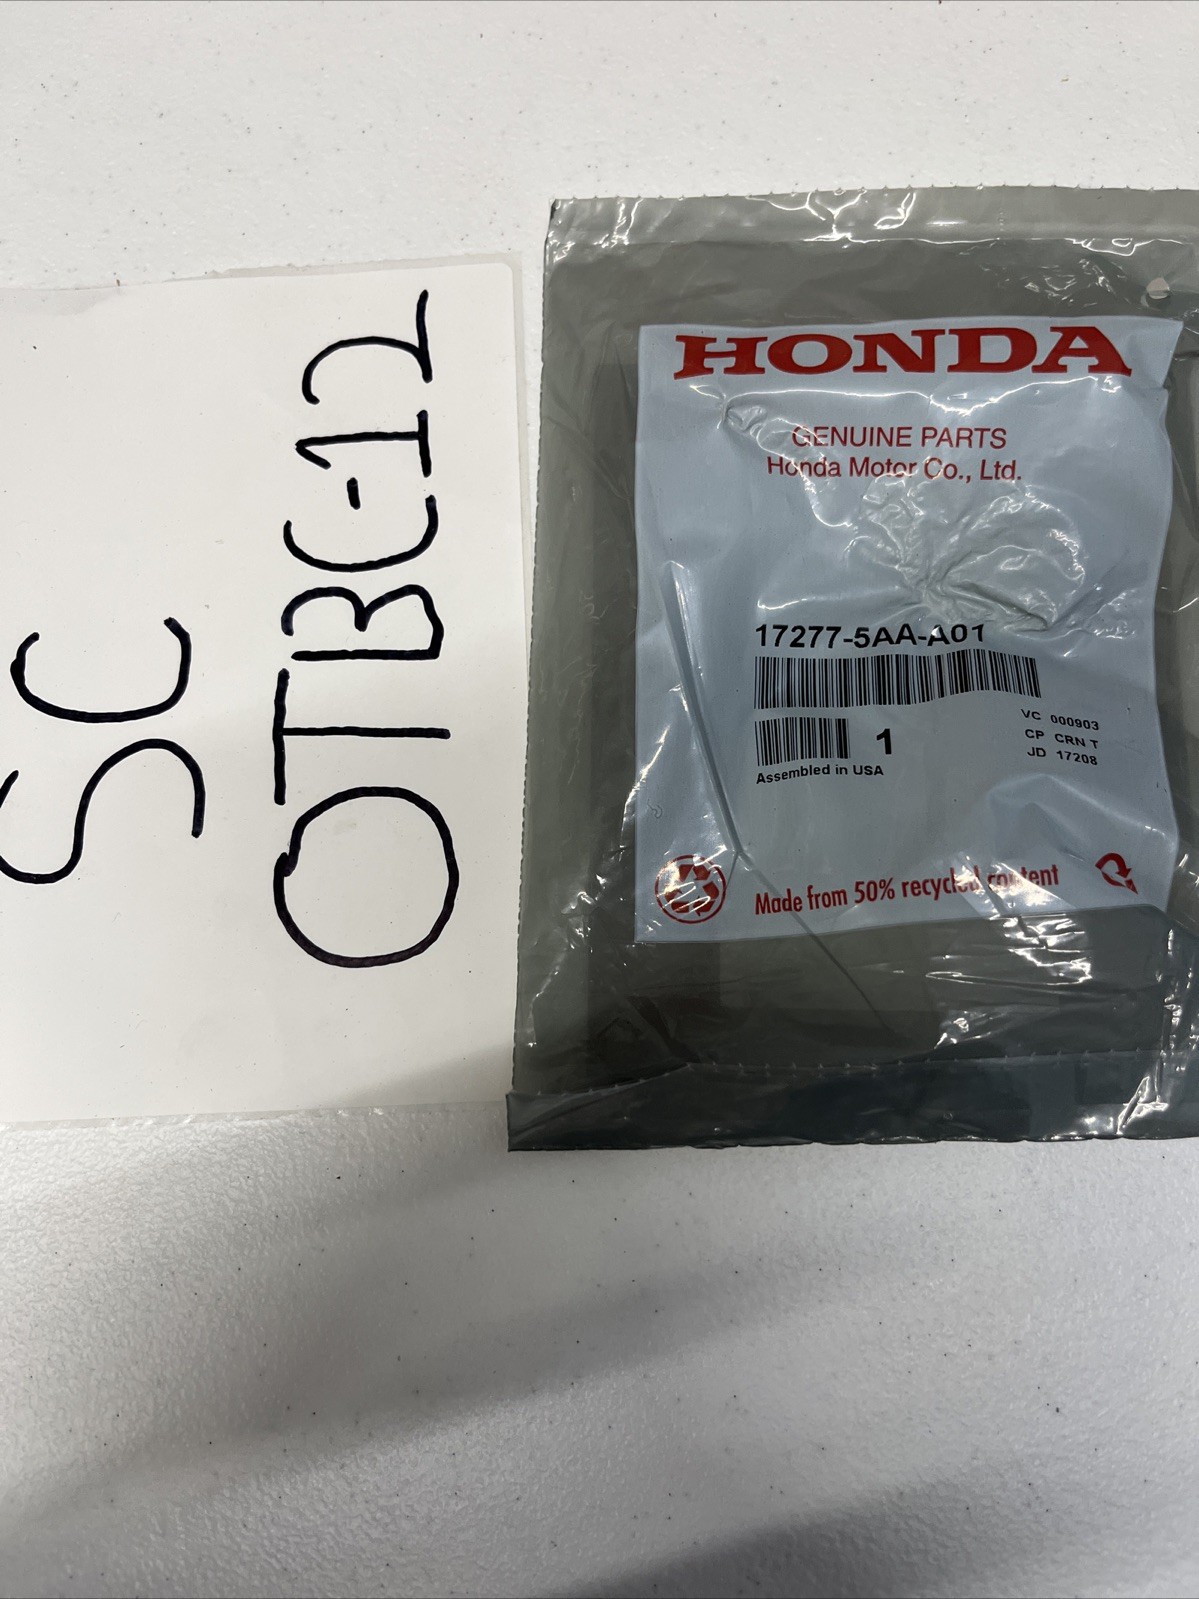 SC
OTBC-12
HONDA
GENUINE PARTS
Honda Motor Co., Ltd.
17277-5AA-A01
1
VC 000903
CP CRN T
JD 17208
Assembled in USA
Made from 50% recycled content